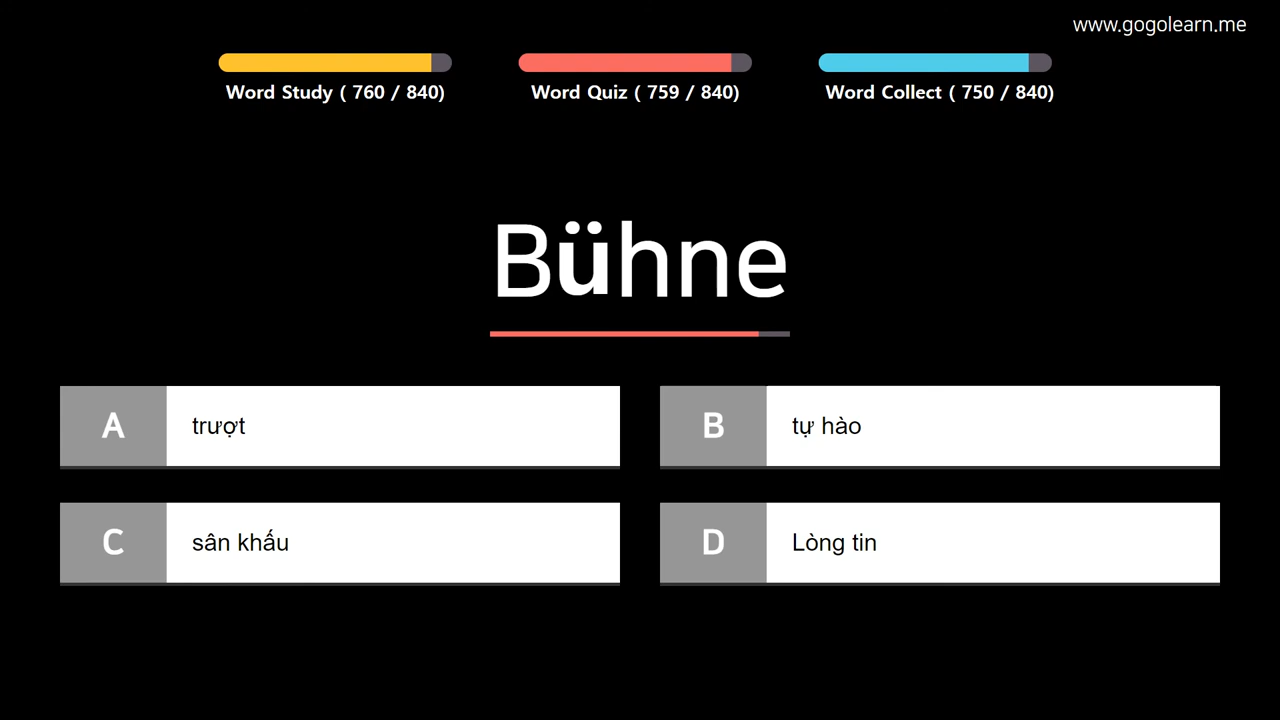 www.gogolearn.me
Word Study ( 760 / 840)
Word Quiz ( 759 / 840)
Word Collect ( 750 / 840)
Bühne
A trượt
B tự hào
C sân khấu
D Lòng tin